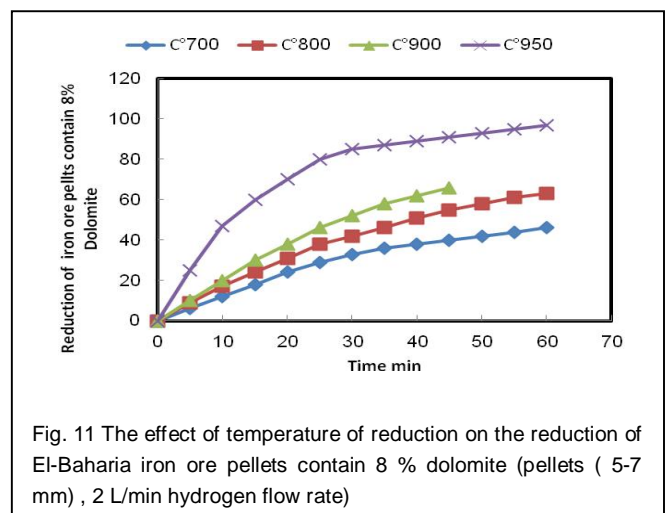 C°700 C°800 C°900 C°950
120
100
80
60
40
20
0
0 10 20 30 40 50 60 70
Reduction of iron ore pellts contain 8%
Dolomite
Time min
Fig. 11 The effect of temperature of reduction on the reduction of
El-Baharia iron ore pellets contain 8 % dolomite (pellets ( 5-7
mm) , 2 L/min hydrogen flow rate)